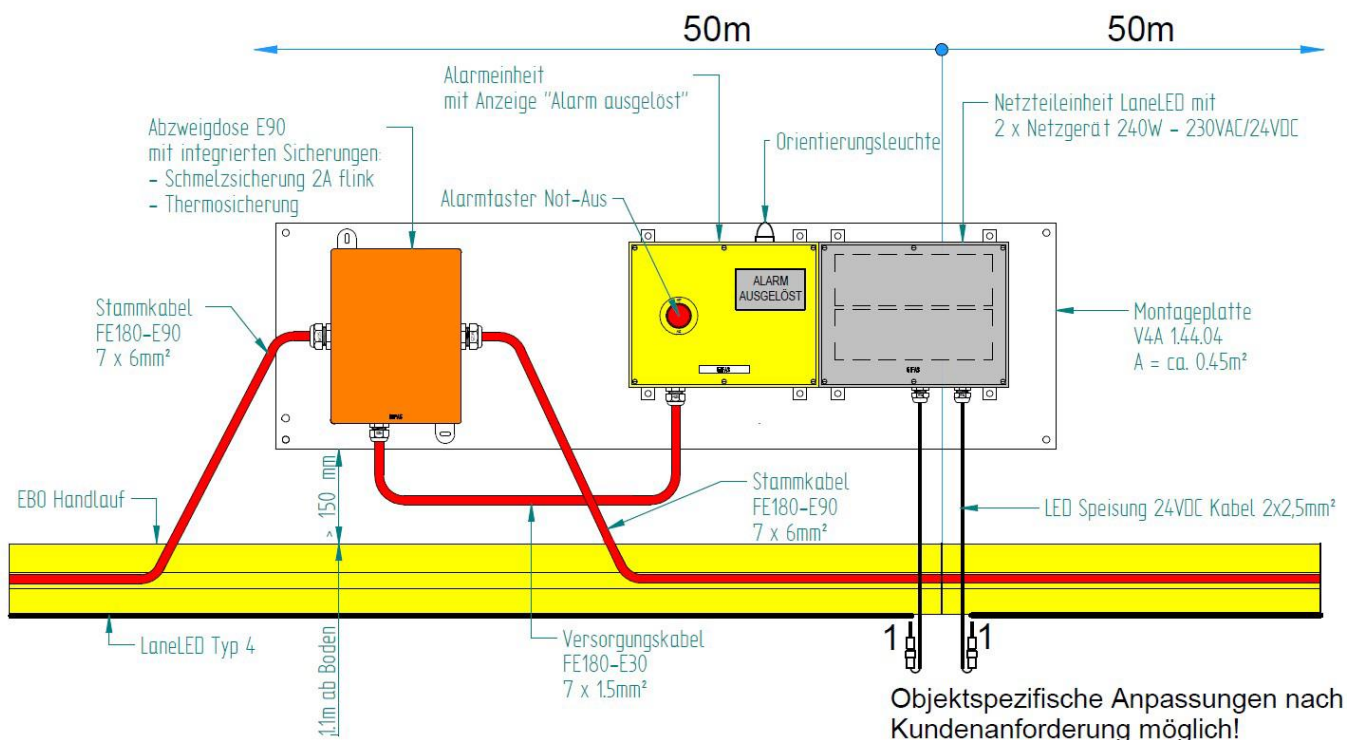 50m
50m
Alarmeinheit
mit Anzeige "Alarm ausgelöst"
Netzteileinheit LaneLED mit
2 x Netzgerät 240W - 230VAC/24VDC
Abzweigdose E90
mit integrierten Sicherungen:
- Schmelzsicherung 2A flink
- Thermosicherung
Orientierungsleuchte
Alarmtaster Not-Aus
ALARM
AUSGELÖST
Stammkabel
FE180-E90
7 x 6mm²
Montageplatte
V4A 1.44.04
A = ca. 0.45m²
GIFAS
GIFAS
GIFAS
EBO Handlauf
> 150 mm
Stammkabel
FE180-E90
7 x 6mm²
LED Speisung 24VDC Kabel 2x2,5mm²
LaneLED Typ 4
1.1m ab Boden
Versorgungskabel
FE180-E30
7 x 1.5mm²
1
1
Objektspezifische Anpassungen nach
Kundenanforderung möglich!